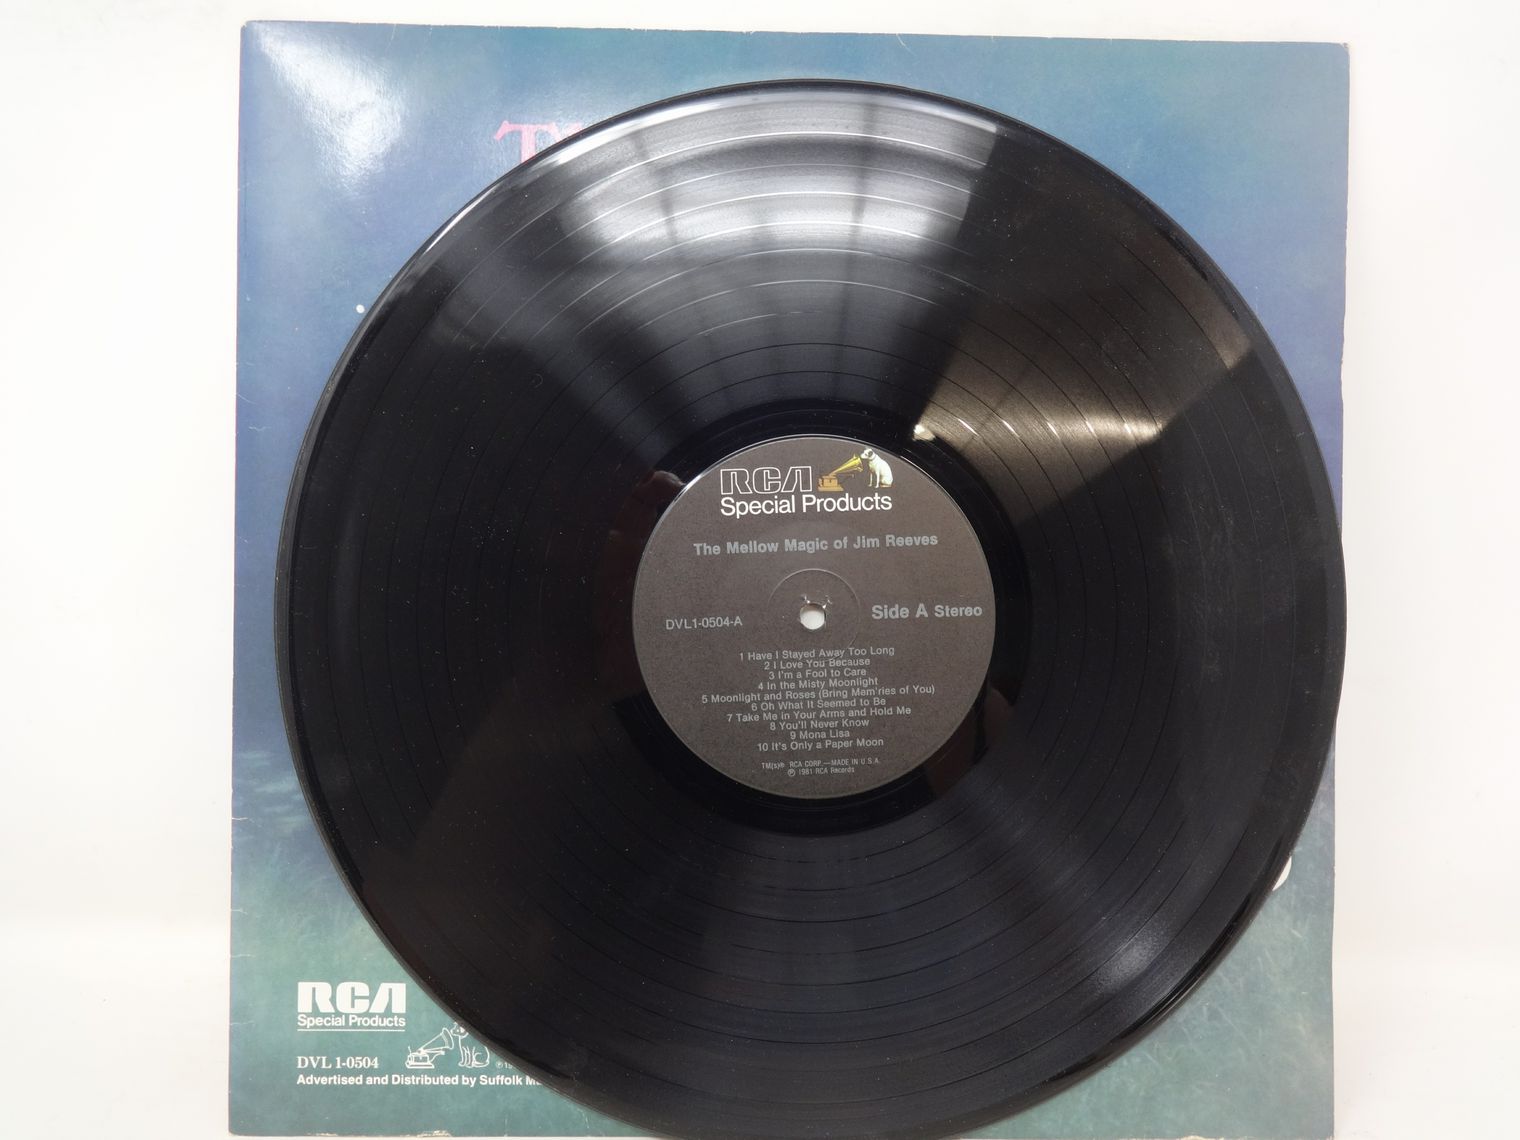 RCA
Special Products
The Mellow Magic of Jim Reeves
DVL1-0504-A
Side A Stereo
1 Have I Stayed Away Too Long
2 I Love You Because
3 I'm a Fool to Care
4 In the Misty Moonlight
5 Moonlight and Roses (Bring Mem'ries of You)
6 Oh What It Seemed to Be
7 Take Me in Your Arms and Hold Me
8 You'll Never Know
9 Mona Lisa
10 It's Only a Paper Moon
TM(s)® RCA CORP.—MADE IN U.S.A.
℗ 1981 RCA Records
RCA
Special Products
DVL 1-0504
Advertised and Distributed by Suffolk